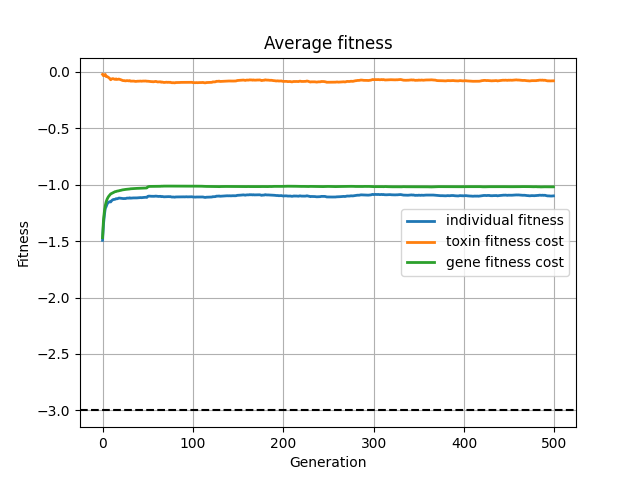 Average fitness
0.0
−0.5
−1.0
−1.5
−2.0
−2.5
−3.0
Fitness
individual fitness
toxin fitness cost
gene fitness cost
0 100 200 300 400 500
Generation